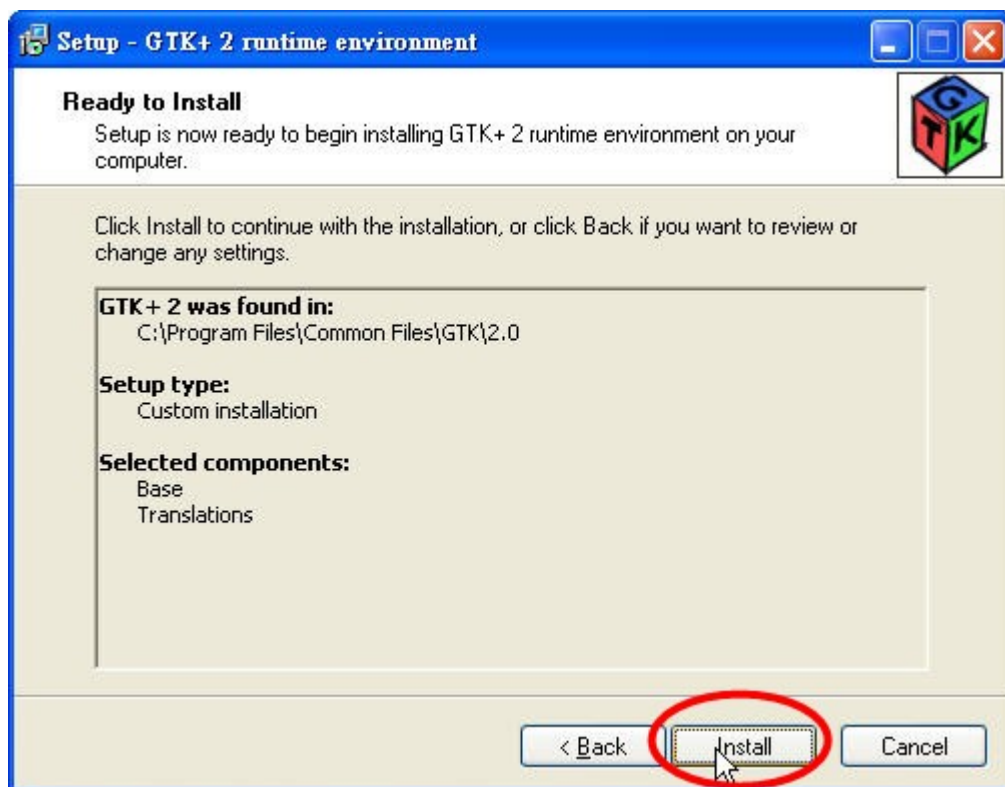 Setup - GTK+ 2 runtime environment
Ready to Install
Setup is now ready to begin installing GTK+ 2 runtime environment on your
computer.
GTK
Click Install to continue with the installation, or click Back if you want to review or
change any settings.
GTK+ 2 was found in:
C:\Program Files\Common Files\GTK\2.0
Setup type:
Custom installation
Selected components:
Base
Translations
< Back
Install
Cancel